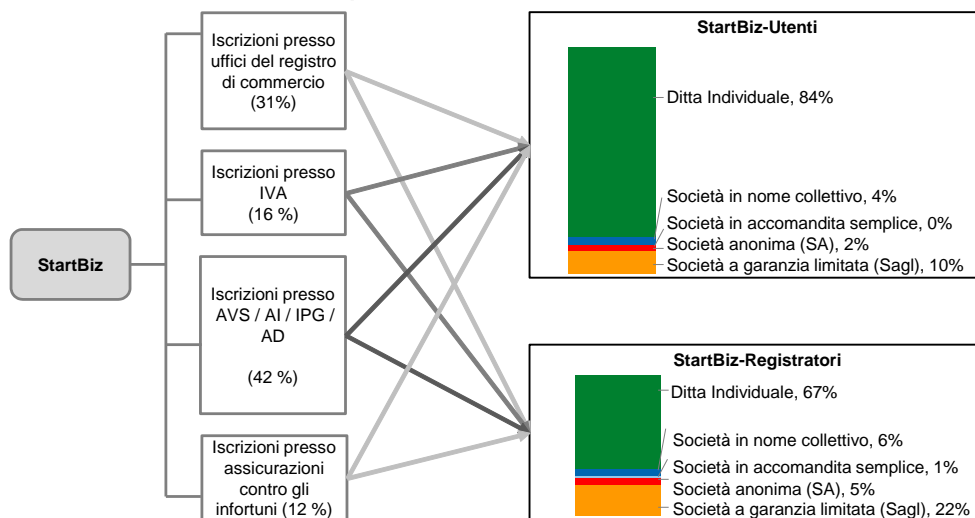 StartBiz
Iscrizioni presso
uffici del registro
di commercio
(31%)
Iscrizioni presso
IVA
(16 %)
Iscrizioni presso
AVS / AI / IPG /
AD
(42 %)
Iscrizioni presso
assicurazioni
contro gli
infortuni (12 %)
StartBiz-Utenti
Ditta Individuale, 84%
Società in nome collettivo, 4%
Società in accomandita semplice, 0%
Società anonima (SA), 2%
Società a garanzia limitata (Sagl), 10%
StartBiz-Registratori
Ditta Individuale, 67%
Società in nome collettivo, 6%
Società in accomandita semplice, 1%
Società anonima (SA), 5%
Società a garanzia limitata (Sagl), 22%